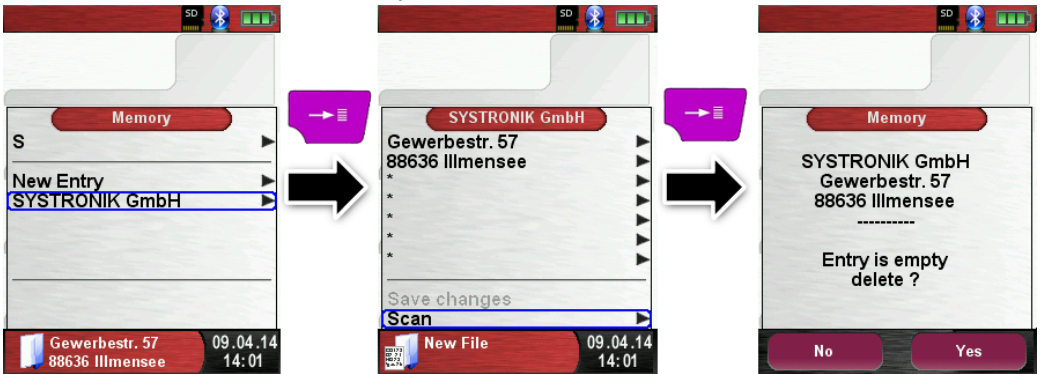 SD
Memory
S
New Entry
SYSTRONIK GmbH
Gewerbestr. 57
88636 Illmensee
09.04.14
14:01
SD
SYSTRONIK GmbH
Gewerbestr. 57
88636 Illmensee
*
*
*
*
*
Save changes
Scan
New File
09.04.14
14:01
SD
Memory
SYSTRONIK GmbH
Gewerbestr. 57
88636 Illmensee
----------
Entry is empty
delete ?
No
Yes